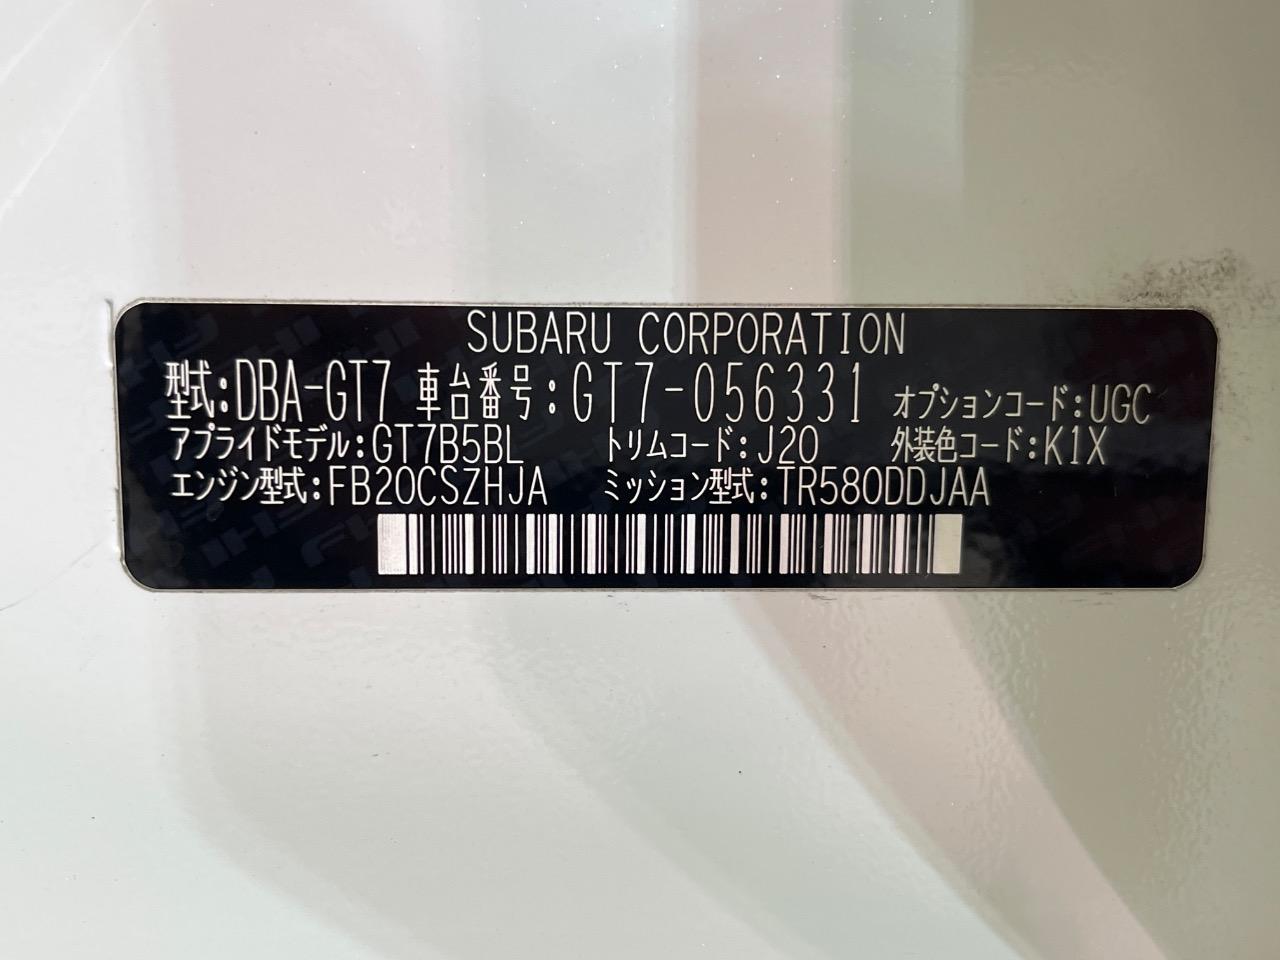 SUBARU CORPORATION
型式:DBA-GT7 車台番号:GT7-056331 オプションコード:UGC
アプライドモデル:GT7B5BL トリムコード:J20 外装色コード:K1X
エンジン型式:FB20CSZHJA ミッション型式:TR580DDJAA